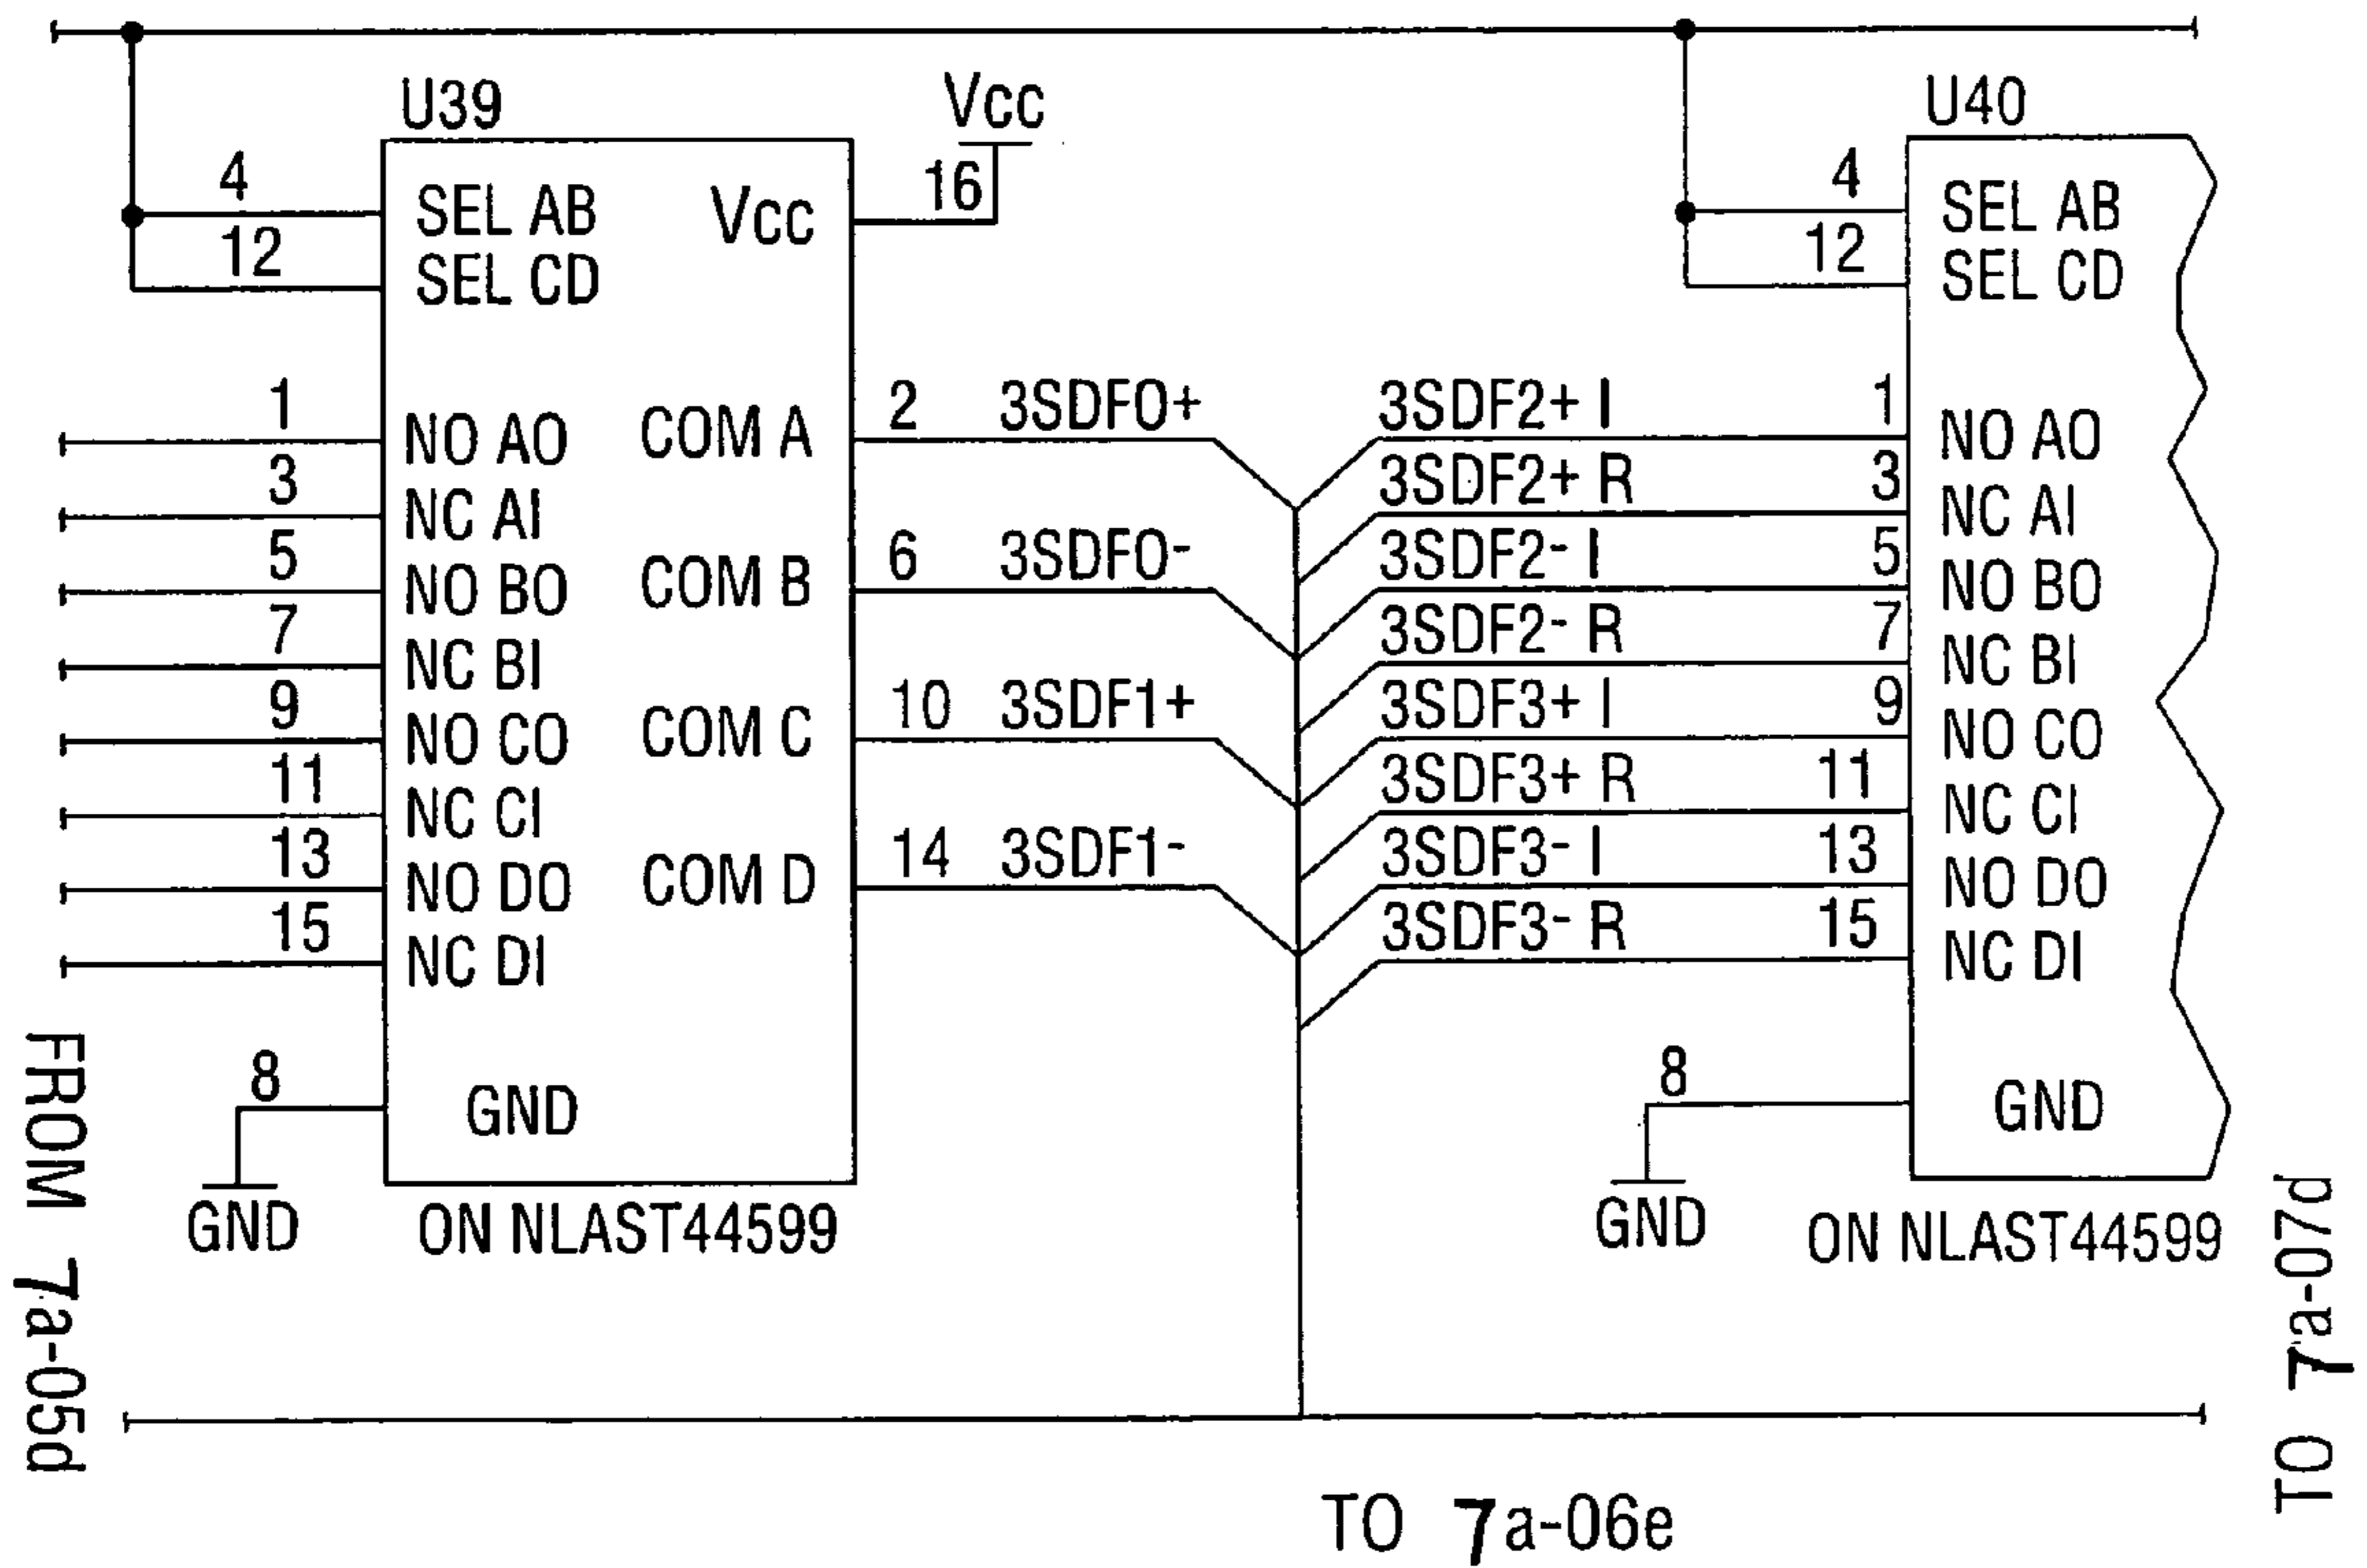 U39
Vcc
U40
4
SEL AB
Vcc
16
12
SEL CD
4
SEL AB
12
SEL CD
1
NO AO
COM A
2
3SDF0+
3SDF2+ I
1
NO AO
3
NC AI
3SDF2+ R
3
NC AI
5
NO BO
COM B
6
3SDF0-
3SDF2- I
5
NO BO
7
NC BI
3SDF2- R
7
NC BI
9
NO CO
COM C
10
3SDF1+
3SDF3+ I
9
NO CO
11
NC CI
3SDF3+ R
11
NC CI
13
NO DO
COM D
14
3SDF1-
3SDF3- I
13
NO DO
15
NC DI
3SDF3- R
15
NC DI
8
GND
GND
ON NLAST44599
8
GND
GND
ON NLAST44599
FROM 7a-05d
TO 7a-07d
TO 7a-06e